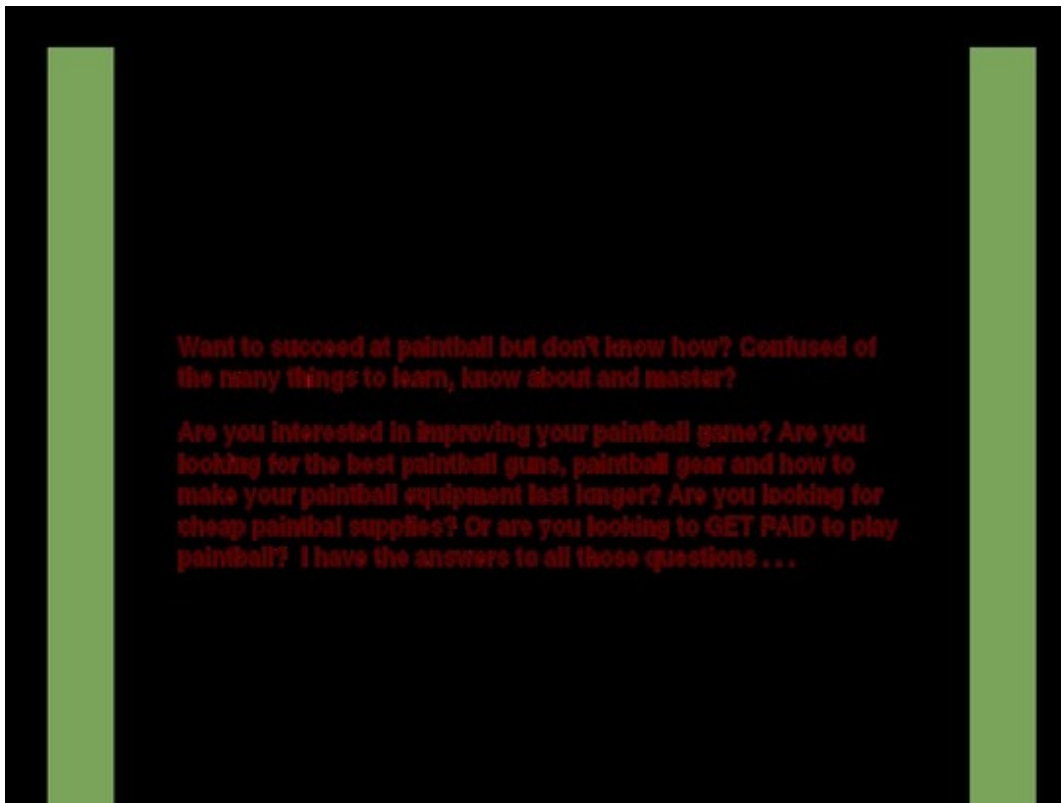 Want to succeed at paintball but don't know how? Confused of
the many things to learn, know about and master?
Are you interested in improving your paintball game? Are you
looking for the best paintball guns, paintball gear and how to
make your paintball equipment last longer? Are you looking for
cheap paintbal supplies? Or are you looking to GET PAID to play
paintball? I have the answers to all those questions . . .